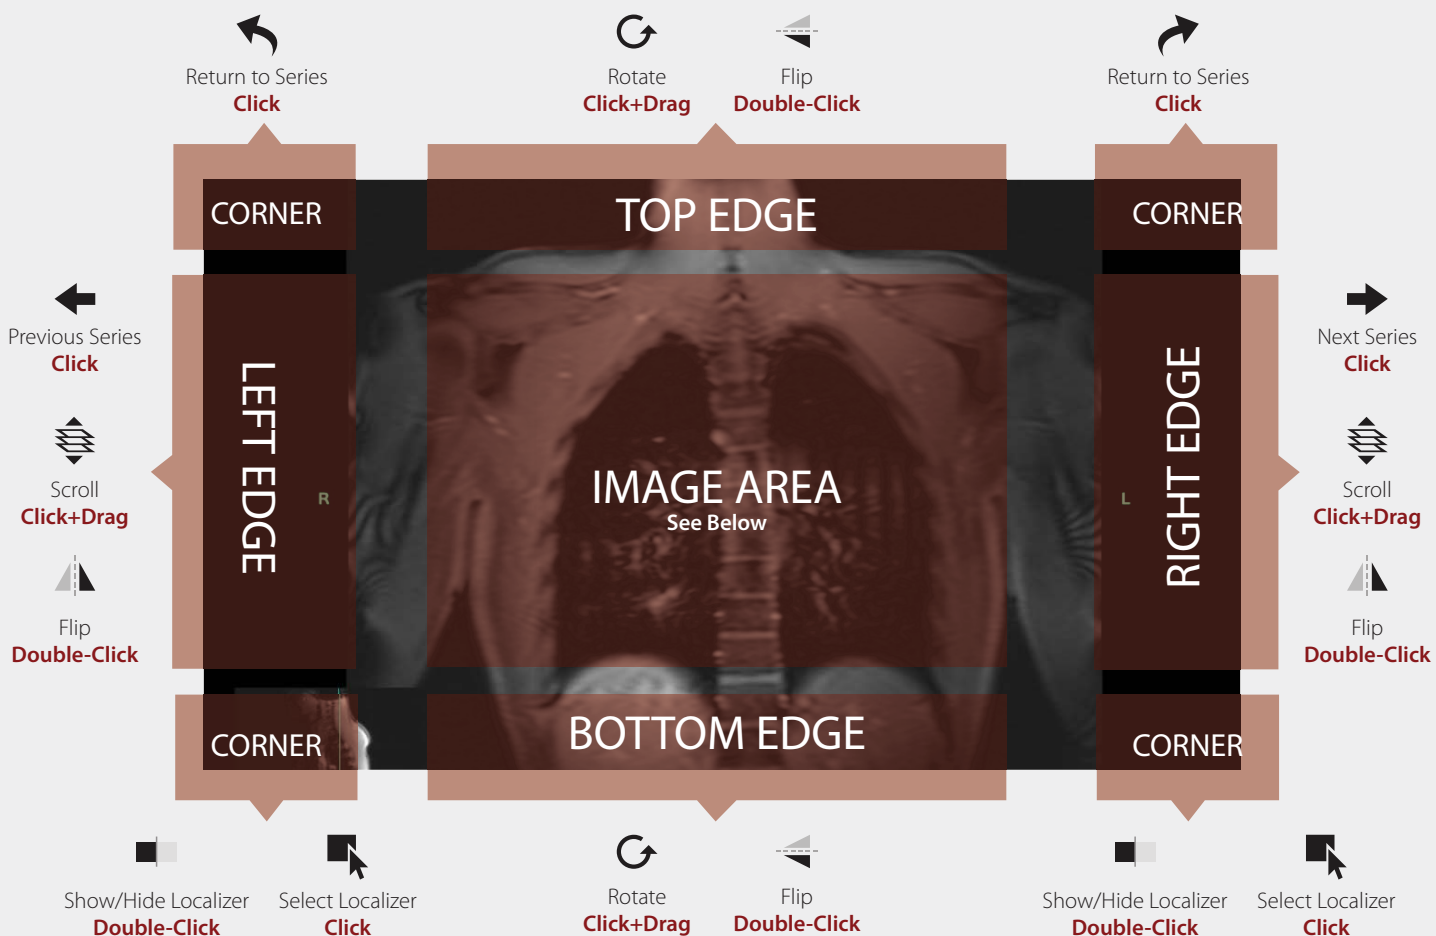 Return to Series
Click
Rotate
Click+Drag
Flip
Double-Click
Return to Series
Click
CORNER
TOP EDGE
CORNER
Previous Series
Click
Scroll
Click+Drag
Flip
Double-Click
LEFT EDGE
R
IMAGE AREA
See Below
L
RIGHT EDGE
Next Series
Click
Scroll
Click+Drag
Flip
Double-Click
CORNER
BOTTOM EDGE
CORNER
Show/Hide Localizer
Double-Click
Select Localizer
Click
Rotate
Click+Drag
Flip
Double-Click
Show/Hide Localizer
Double-Click
Select Localizer
Click